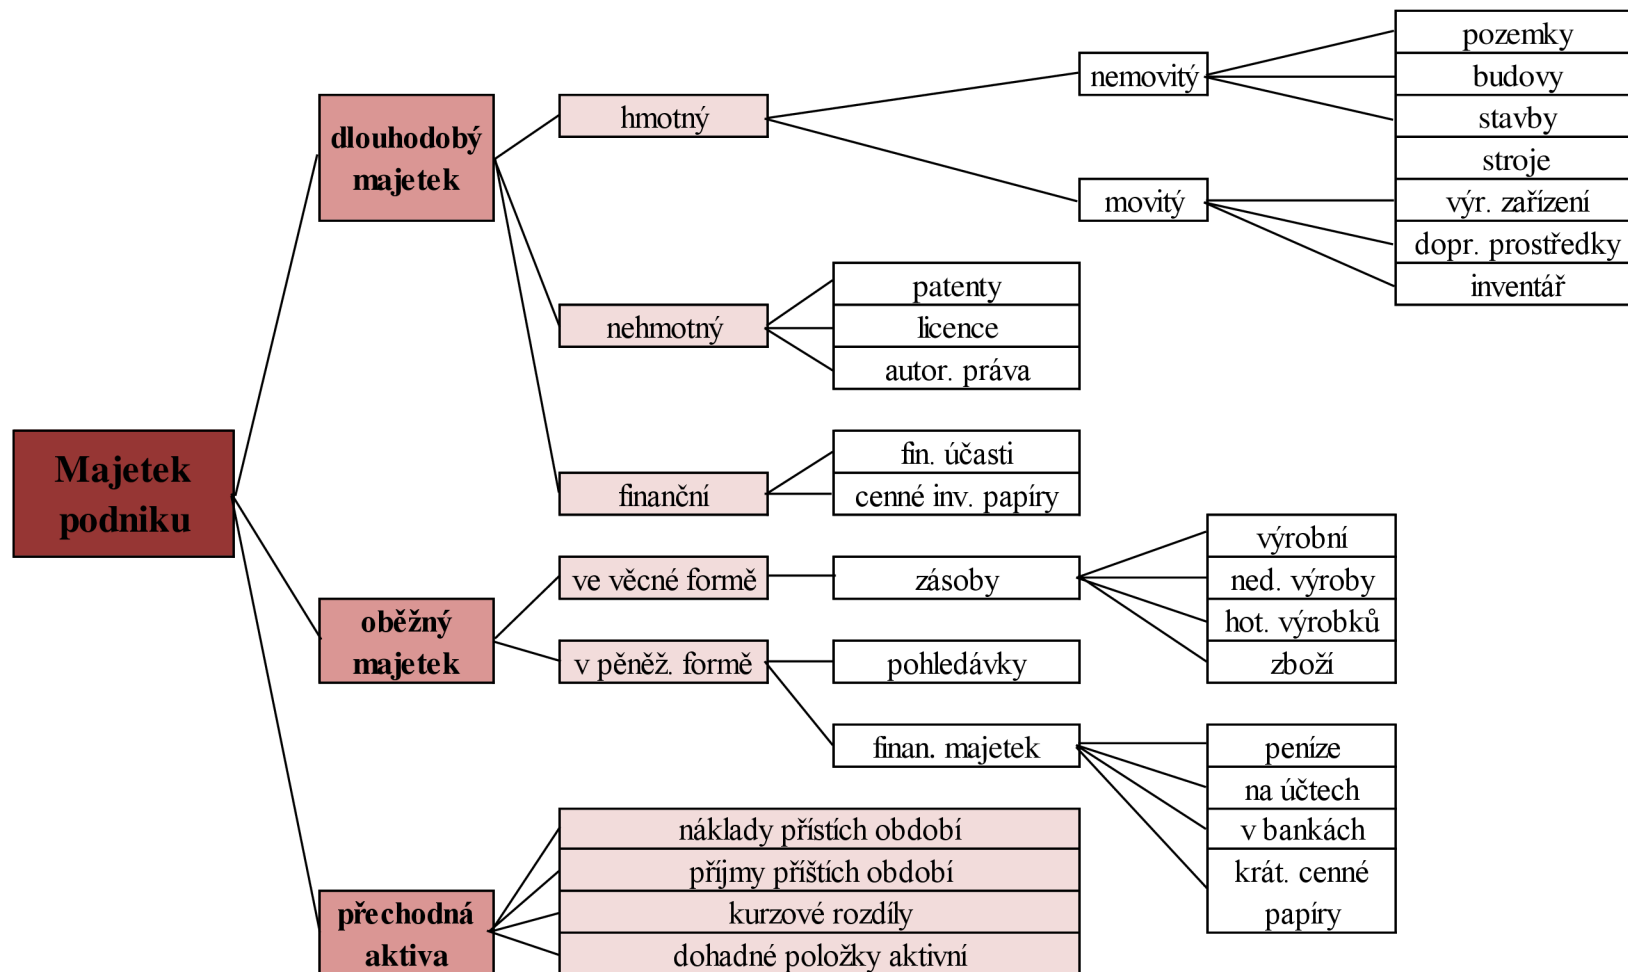 Majetek
podniku
dlouhodobý
majetek
hmotný
nemovitý
pozemky
budovy
stavby
stroje
movitý
výr. zařízení
dopr. prostředky
inventář
nehmotný
patenty
licence
autor. práva
finanční
fin. účasti
cenné inv. papíry
oběžný
majetek
ve věcné formě
zásoby
výrobní
ned. výroby
hot. výrobků
zboží
v pěněž. formě
pohledávky
finan. majetek
peníze
na účtech
v bankách
krát. cenné
papíry
přechodná
aktiva
náklady přístích období
příjmy příštích období
kurzové rozdíly
dohadné položky aktivní